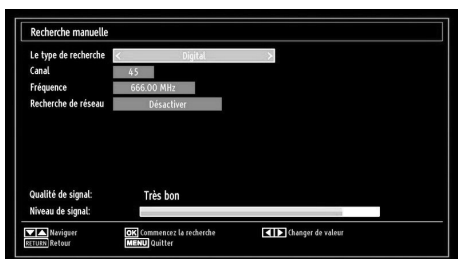 Recherche manuelle
Le type de recherche < Digital >
Canal 45
Fréquence 666.00 MHz
Recherche de réseau Désactiver
Qualité de signal: Très bon
Niveau de signal:
Naviguer OK Commencez la recherche Changer de valeur
RETURN Retour MENU Quitter